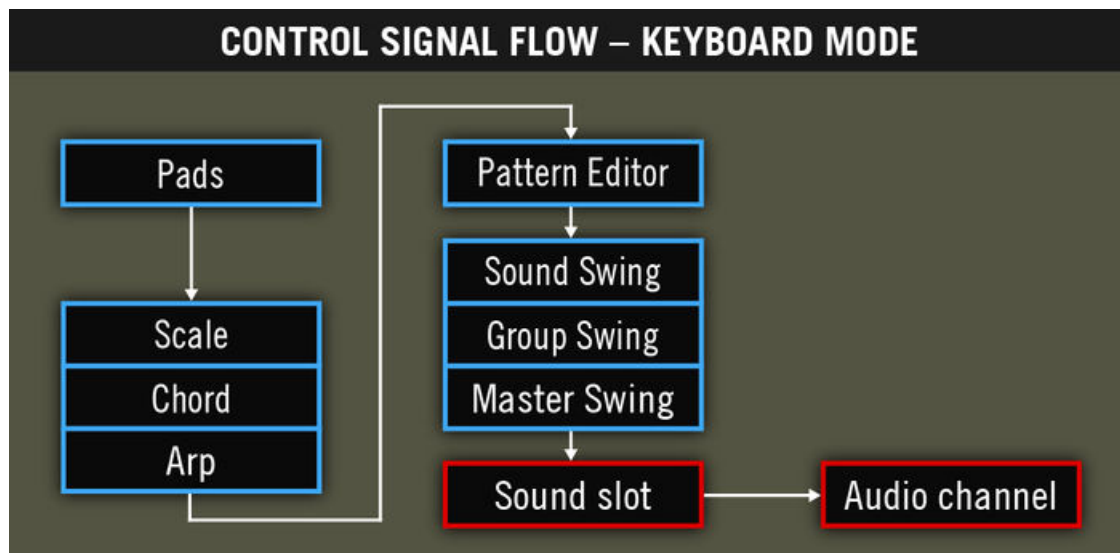 CONTROL SIGNAL FLOW – KEYBOARD MODE
Pads
Scale
Chord
Arp
Pattern Editor
Sound Swing
Group Swing
Master Swing
Sound slot
Audio channel